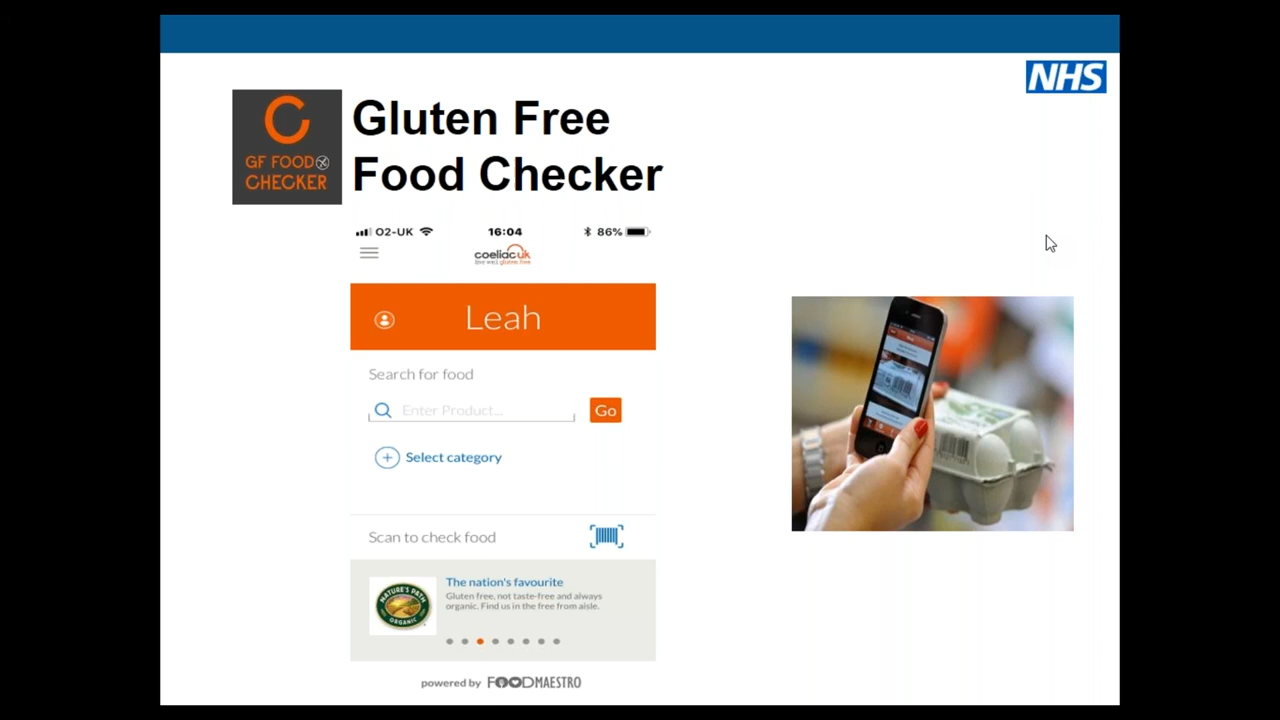 NHS
GF FOOD
CHECKER
Gluten Free
Food Checker
O2-UK
16:04
86%
coeliac uk
live well gluten free
Leah
Search for food
Enter Product...
Go
Select category
Scan to check food
NATURE'S PATH
ORGANIC
The nation's favourite
Gluten free, not taste-free and always
organic. Find us in the free from aisle.
powered by FOODMAESTRO